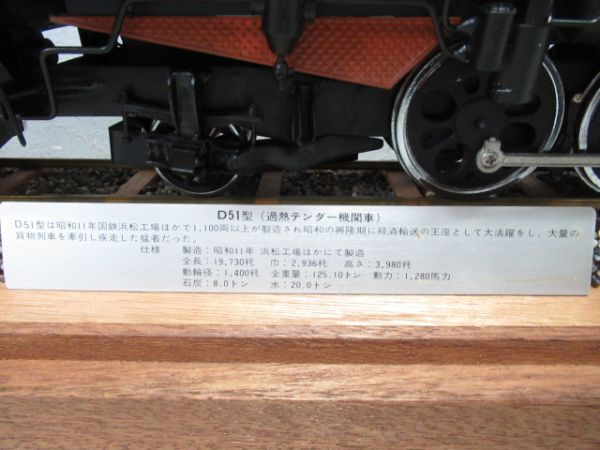 D51型（過熱テンダー機関車）
D51型は昭和11年国鉄浜松工場ほかで1,100両以上が製造され昭和の興隆期に経済輸送の王座として大活躍をし、大量の
貨物列車を牽引し疾走した猛者だった。
仕様 製造：昭和11年 浜松工場ほかにて製造
全長：19,730粍 巾：2,936粍 高さ：3,980粍
動輪径：1,400粍 全重量：125.10トン 動力：1,280馬力
石炭：8.0トン 水：20.0トン